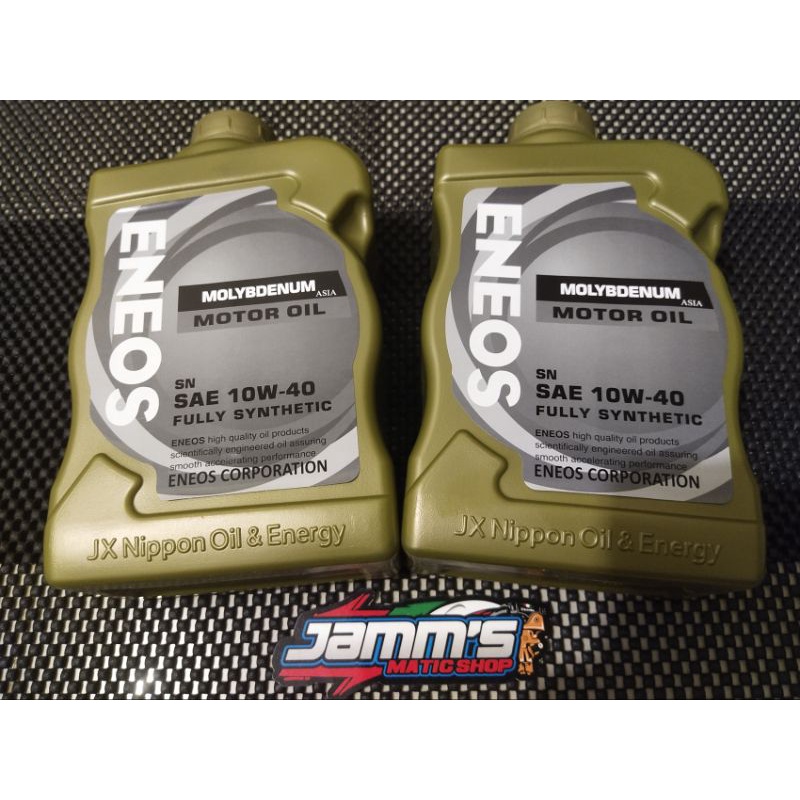 ENEOS
MOLYBDENUM
ASIA
MOTOR OIL
SN
SAE 10W-40
FULLY SYNTHETIC
ENEOS high quality oil products
scientifically engineered oil assuring
smooth accelerating performance.
ENEOS CORPORATION
JX Nippon Oil & Energy
ENEOS
MOLYBDENUM
ASIA
MOTOR OIL
SN
SAE 10W-40
FULLY SYNTHETIC
ENEOS high quality oil products
scientifically engineered oil assuring
smooth accelerating performance.
ENEOS CORPORATION
JX Nippon Oil & Energy
JAMM'S
MATIC SHOP